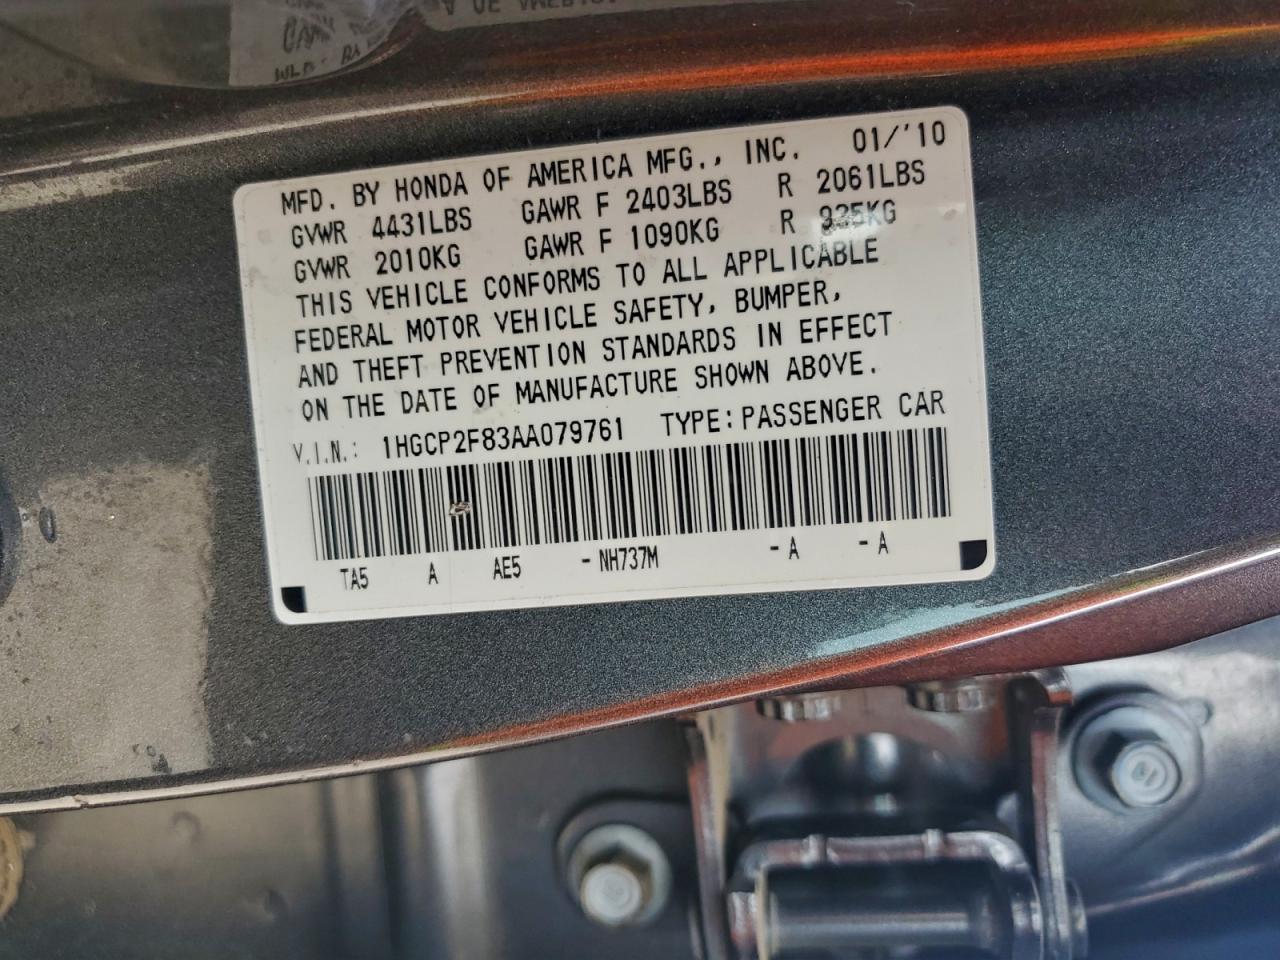 MFD. BY HONDA OF AMERICA MFG., INC. 01/'10
GVWR 4431LBS GAWR F 2403LBS R 2061LBS
GVWR 2010KG GAWR F 1090KG R 935KG
THIS VEHICLE CONFORMS TO ALL APPLICABLE
FEDERAL MOTOR VEHICLE SAFETY, BUMPER,
AND THEFT PREVENTION STANDARDS IN EFFECT
ON THE DATE OF MANUFACTURE SHOWN ABOVE.
V.I.N.: 1HGCP2F83AA079761 TYPE: PASSENGER CAR
TA5 A AE5 -NH737M -A -A